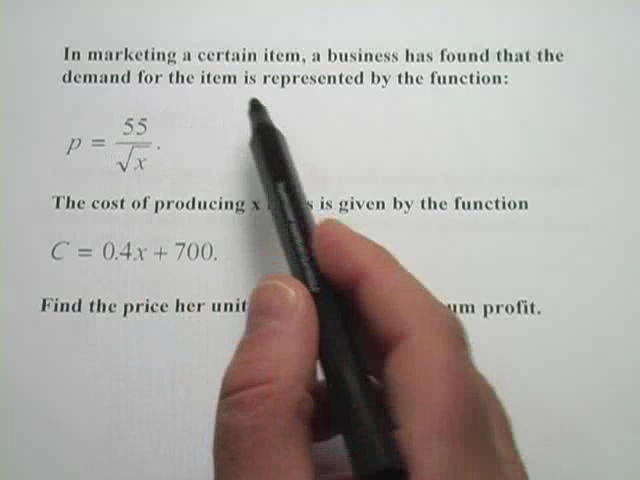 In marketing a certain item, a business has found that the
demand for the item is represented by the function:
p = 55/√x.
The cost of producing x is given by the function
C = 0.4x + 700.
Find the price her unit profit.